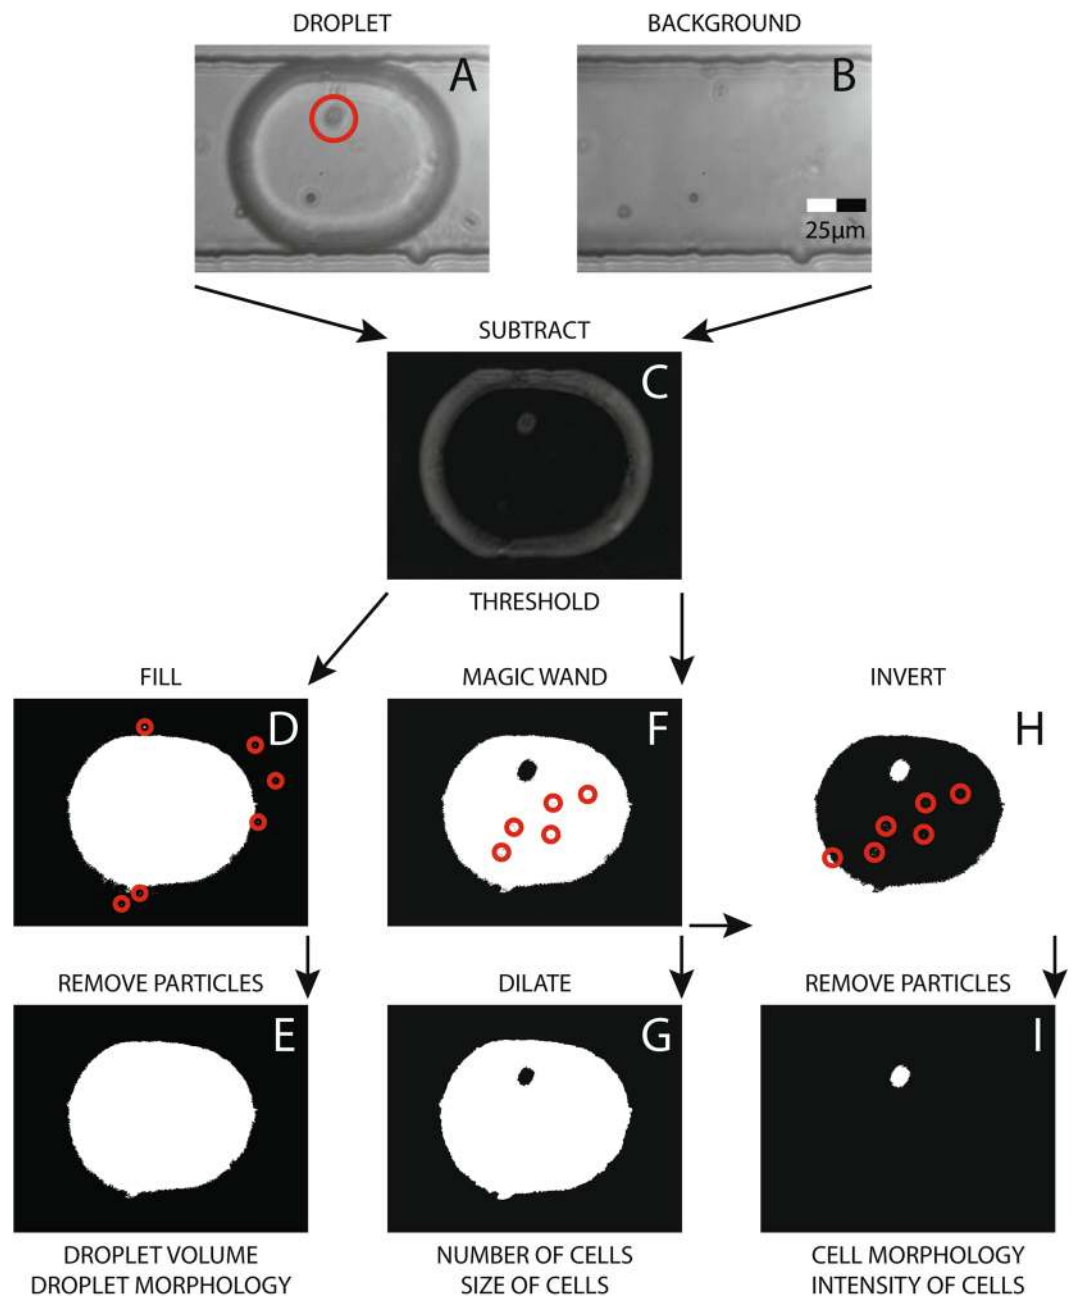 DROPLET
BACKGROUND
A
B
25µm
SUBTRACT
C
THRESHOLD
FILL
MAGIC WAND
INVERT
D
F
H
REMOVE PARTICLES
DILATE
REMOVE PARTICLES
E
G
I
DROPLET VOLUME
DROPLET MORPHOLOGY
NUMBER OF CELLS
SIZE OF CELLS
CELL MORPHOLOGY
INTENSITY OF CELLS